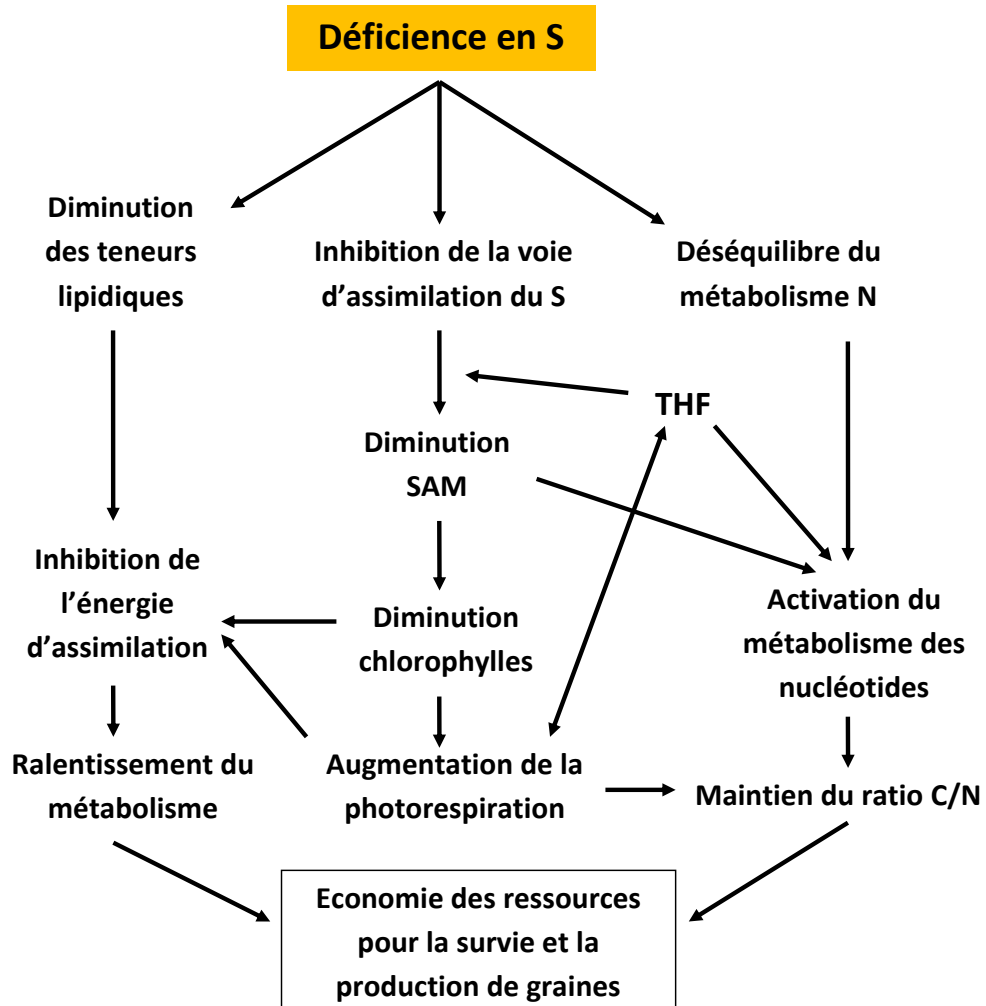 Déficience en S
Diminution
des teneurs
lipidiques
Inhibition de la voie
d’assimilation du S
Déséquilibre du
métabolisme N
THF
Diminution
SAM
Inhibition de
l’énergie
d’assimilation
Diminution
chlorophylles
Activation du
métabolisme des
nucléotides
Ralentissement du
métabolisme
Augmentation de la
photorespiration
Maintien du ratio C/N
Economie des ressources
pour la survie et la
production de graines